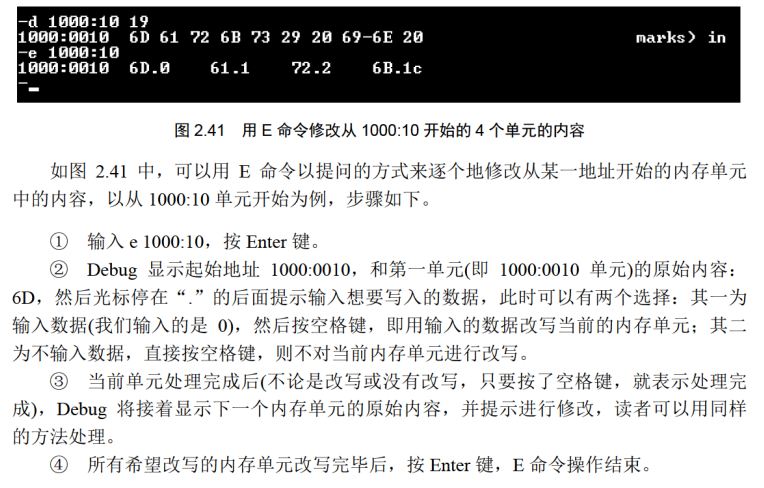 -d 1000:10 19
1000:0010  6D 61 72 6B 73 29 20 69-6E 20                     marks) in
-e 1000:10
1000:0010  6D.0    61.1    72.2    6B.1c
-
图 2.41　用 E 命令修改从 1000:10 开始的 4 个单元的内容
如图 2.41 中，可以用 E 命令以提问的方式来逐个地修改从某一地址开始的内存单元
中的内容，以从 1000:10 单元开始为例，步骤如下。
①　输入 e 1000:10，按 Enter 键。
②　Debug 显示起始地址 1000:0010，和第一单元(即 1000:0010 单元)的原始内容：
6D，然后光标停在“.”的后面提示输入想要写入的数据，此时可以有两个选择：其一为
输入数据(我们输入的是 0)，然后按空格键，即用输入的数据改写当前的内存单元；其二
为不输入数据，直接按空格键，则不对当前内存单元进行改写。
③　当前单元处理完成后(不论是改写或没有改写，只要按了空格键，就表示处理完
成)，Debug 将接着显示下一个内存单元的原始内容，并提示进行修改，读者可以用同样
的方法处理。
④　所有希望改写的内存单元改写完毕后，按 Enter 键，E 命令操作结束。